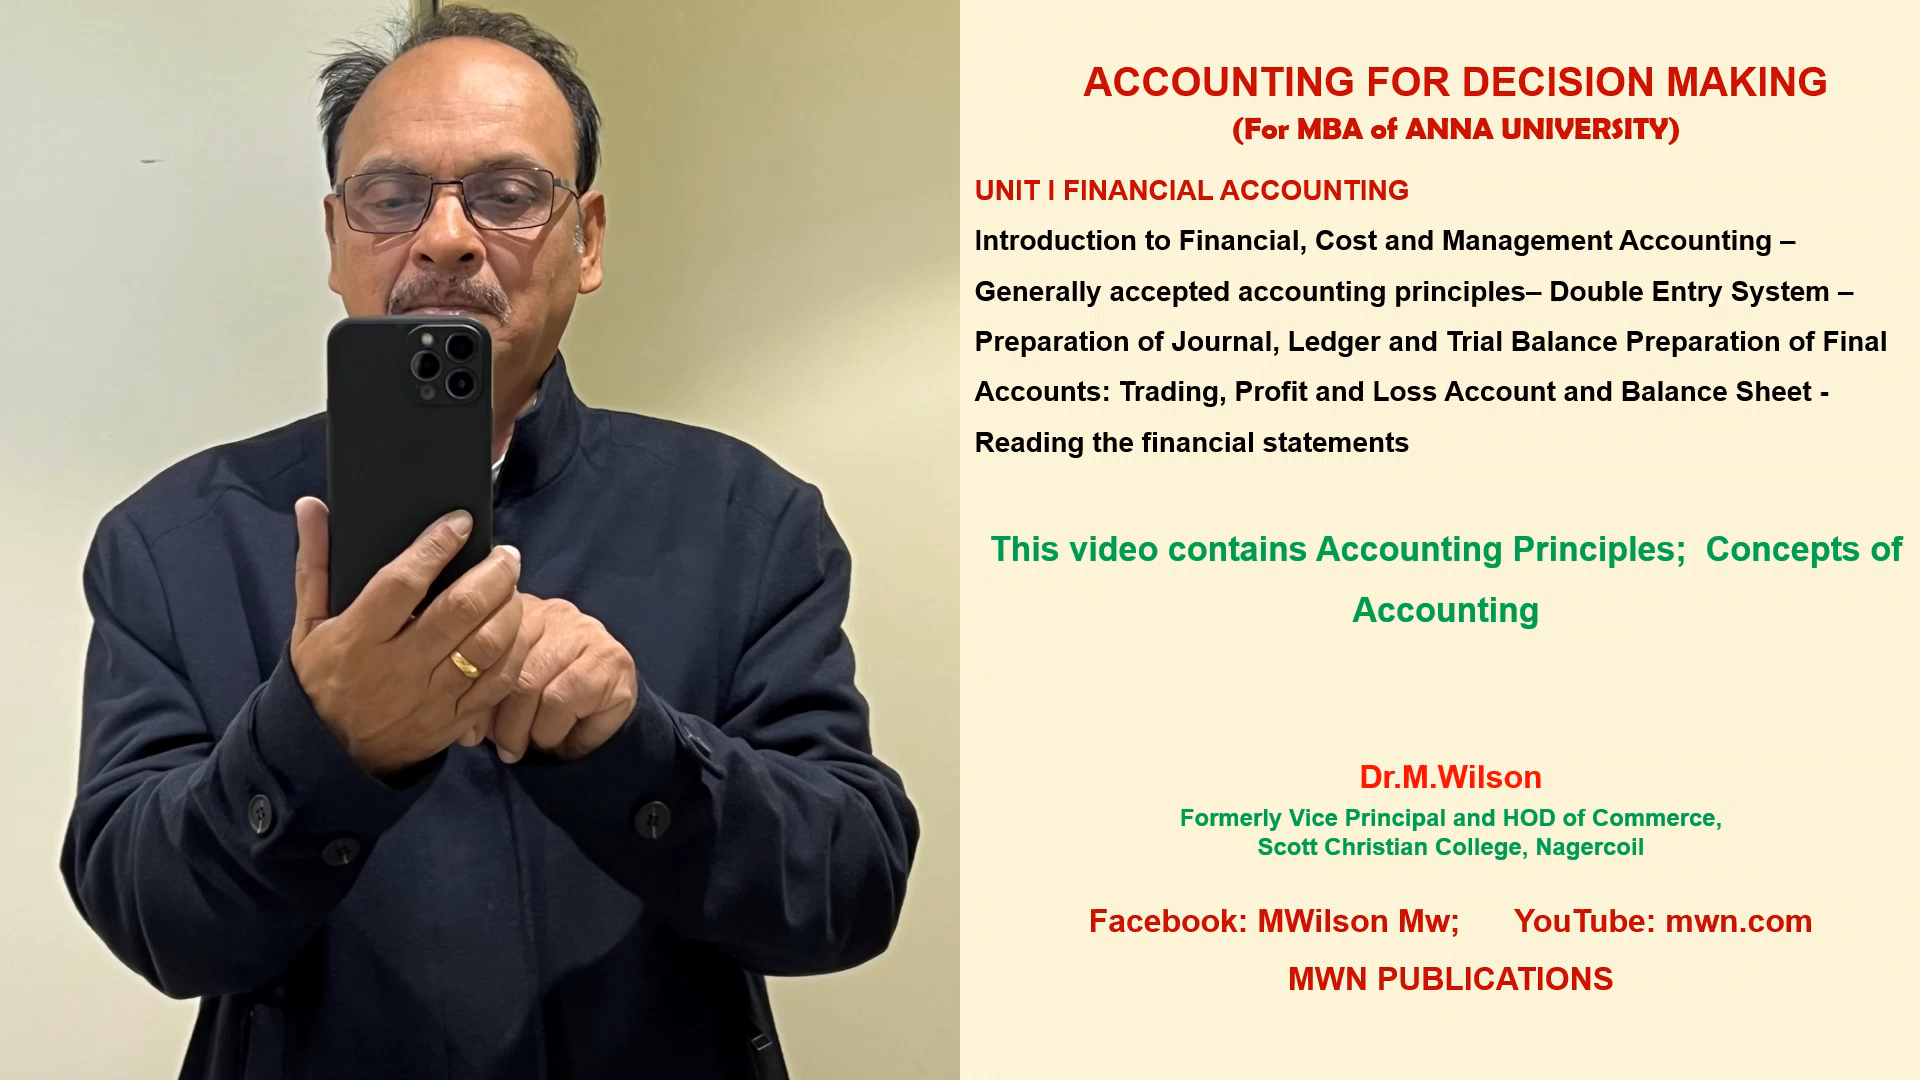 ACCOUNTING FOR DECISION MAKING
(For MBA of ANNA UNIVERSITY)
UNIT I FINANCIAL ACCOUNTING
Introduction to Financial, Cost and Management Accounting –
Generally accepted accounting principles– Double Entry System –
Preparation of Journal, Ledger and Trial Balance Preparation of Final
Accounts: Trading, Profit and Loss Account and Balance Sheet -
Reading the financial statements
This video contains Accounting Principles;  Concepts of
Accounting
Dr.M.Wilson
Formerly Vice Principal and HOD of Commerce,
Scott Christian College, Nagercoil
Facebook: MWilson Mw;      YouTube: mwn.com
MWN PUBLICATIONS